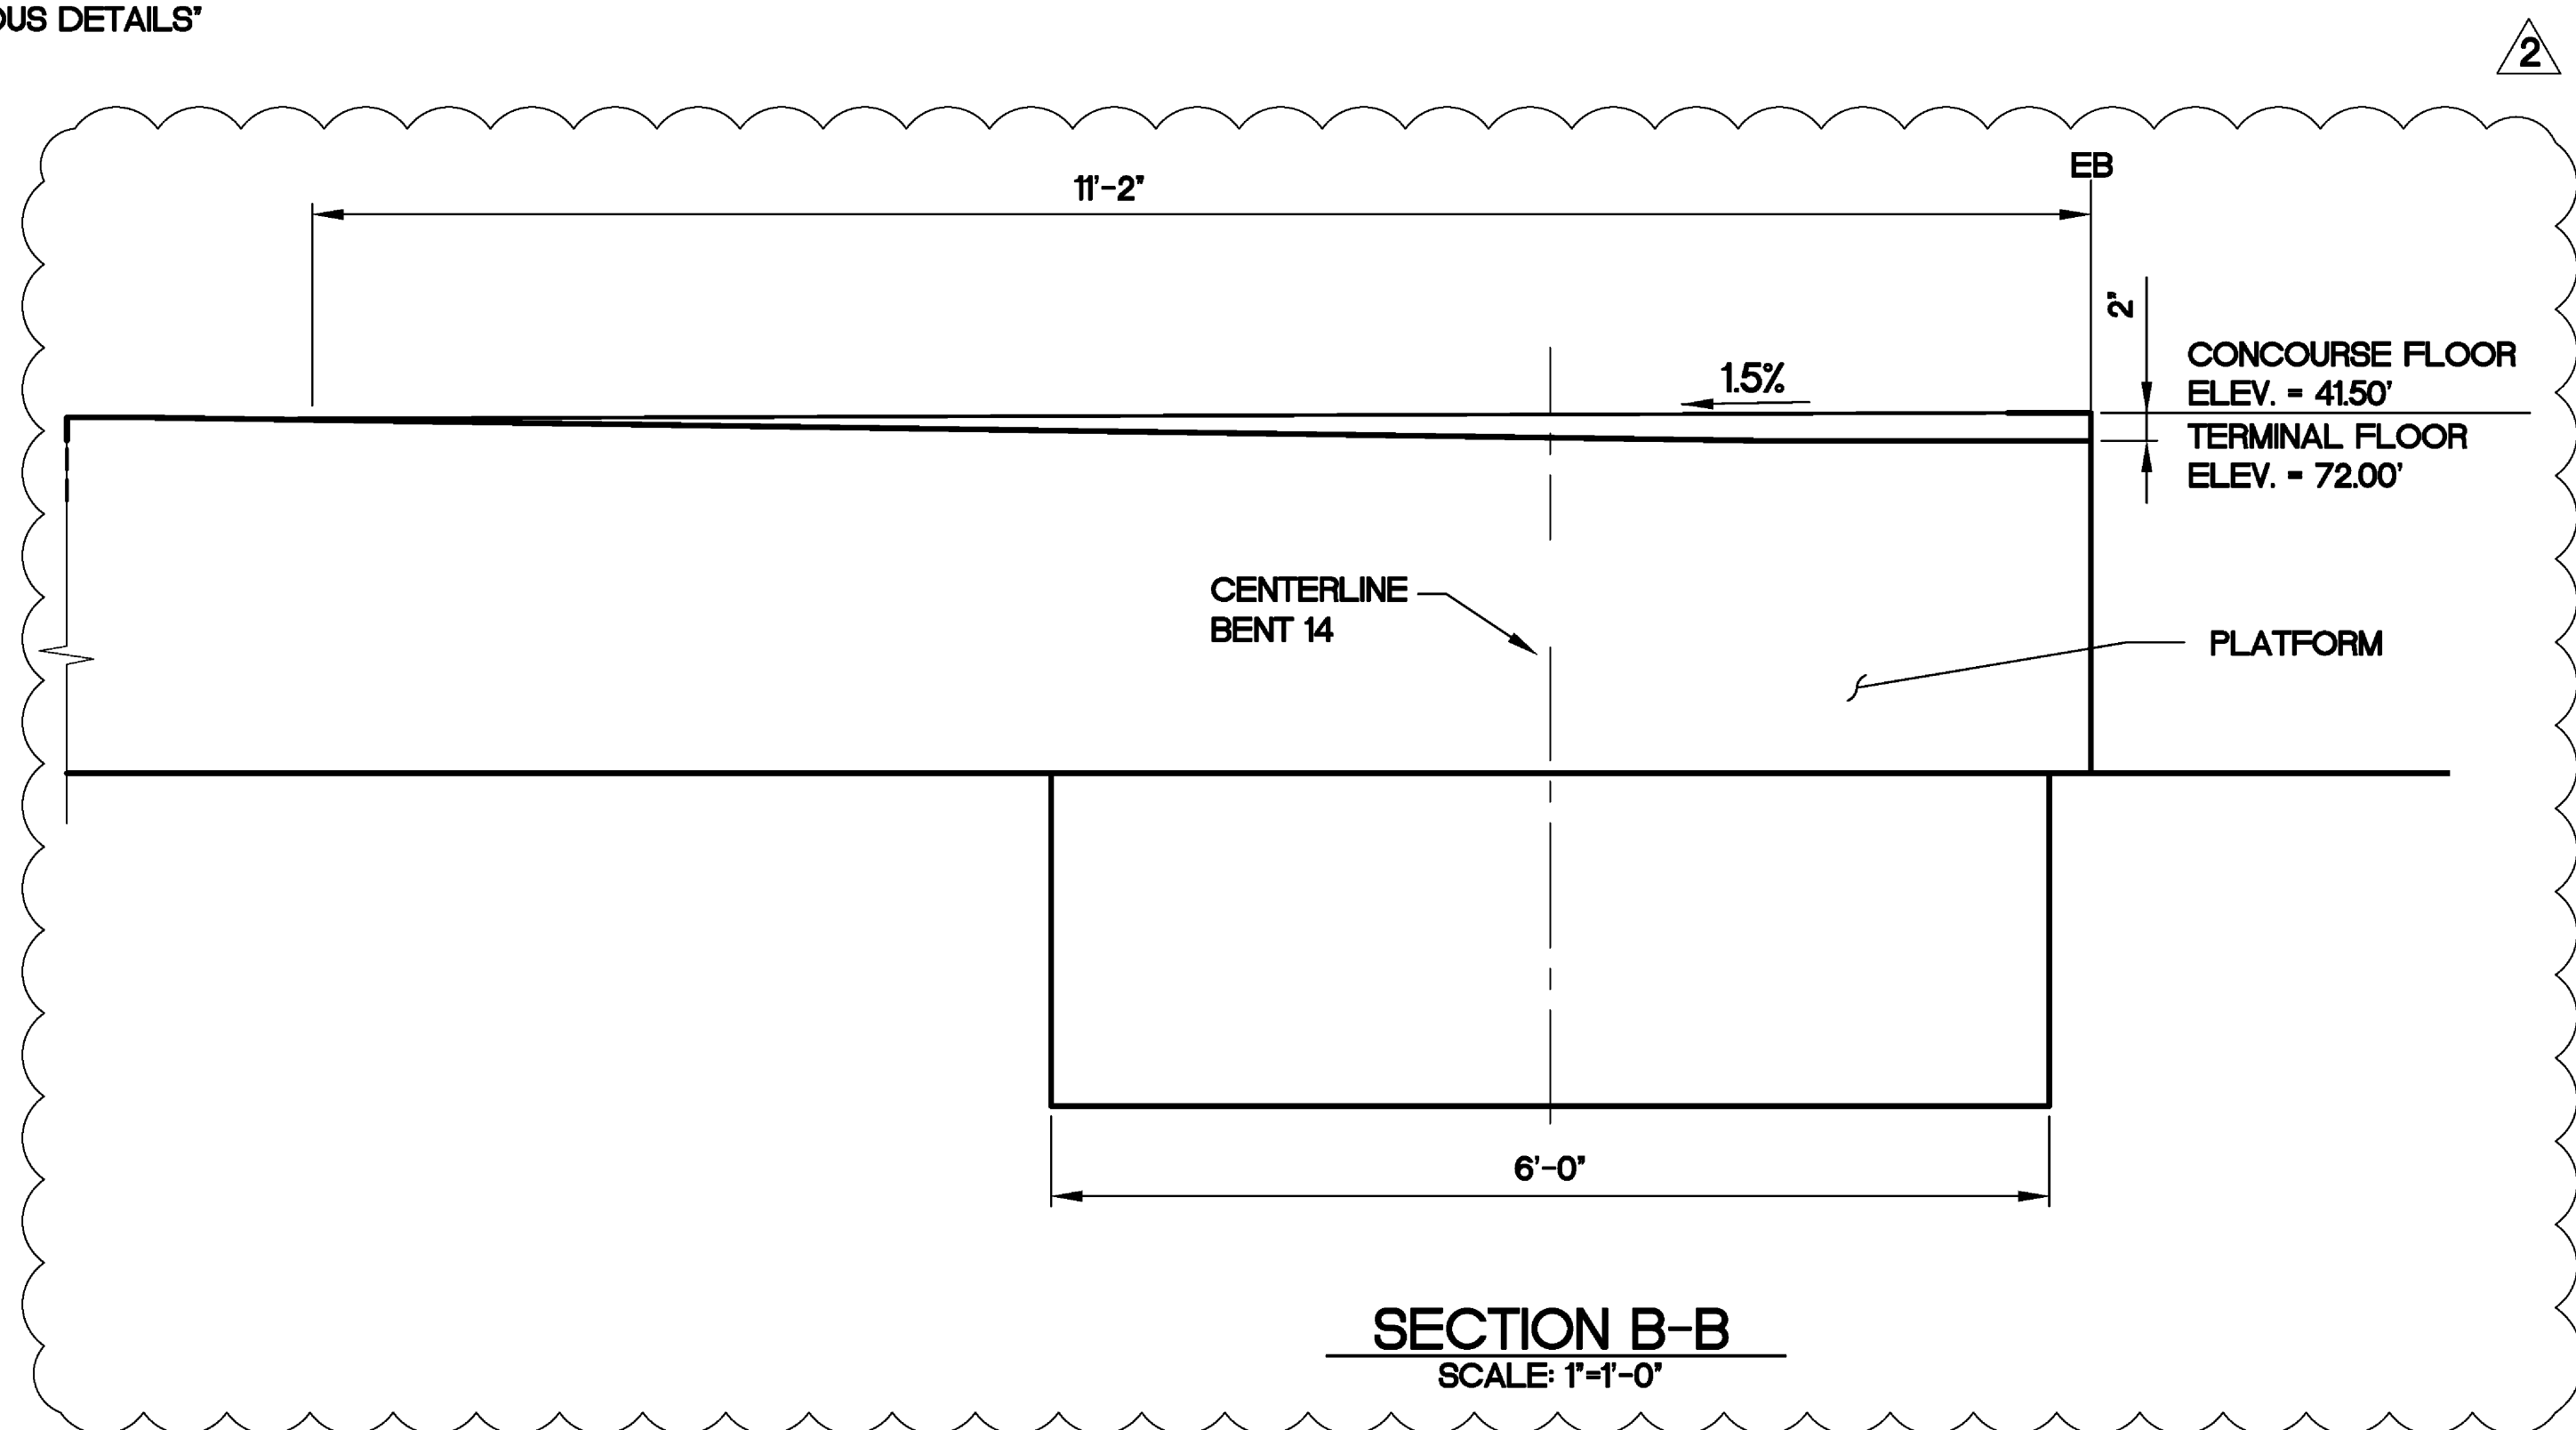 DETAILS"
2
EB
11'-2"
2"
1.5%
CONCOURSE FLOOR
ELEV. = 41.50'
TERMINAL FLOOR
ELEV. = 72.00'
CENTERLINE
BENT 14
PLATFORM
6'-0"
SECTION B-B
SCALE: 1"=1'-0"